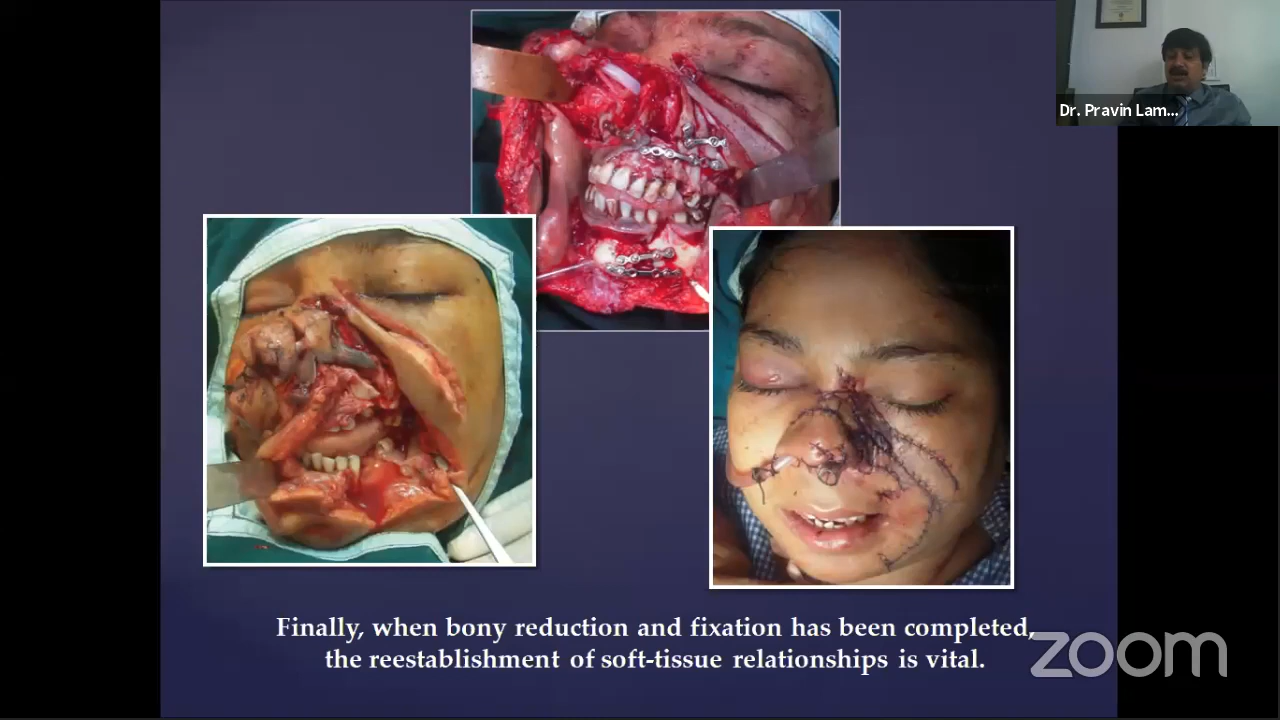 Dr. Pravin Lam...
Finally, when bony reduction and fixation has been completed,
the reestablishment of soft-tissue relationships is vital.
zoom